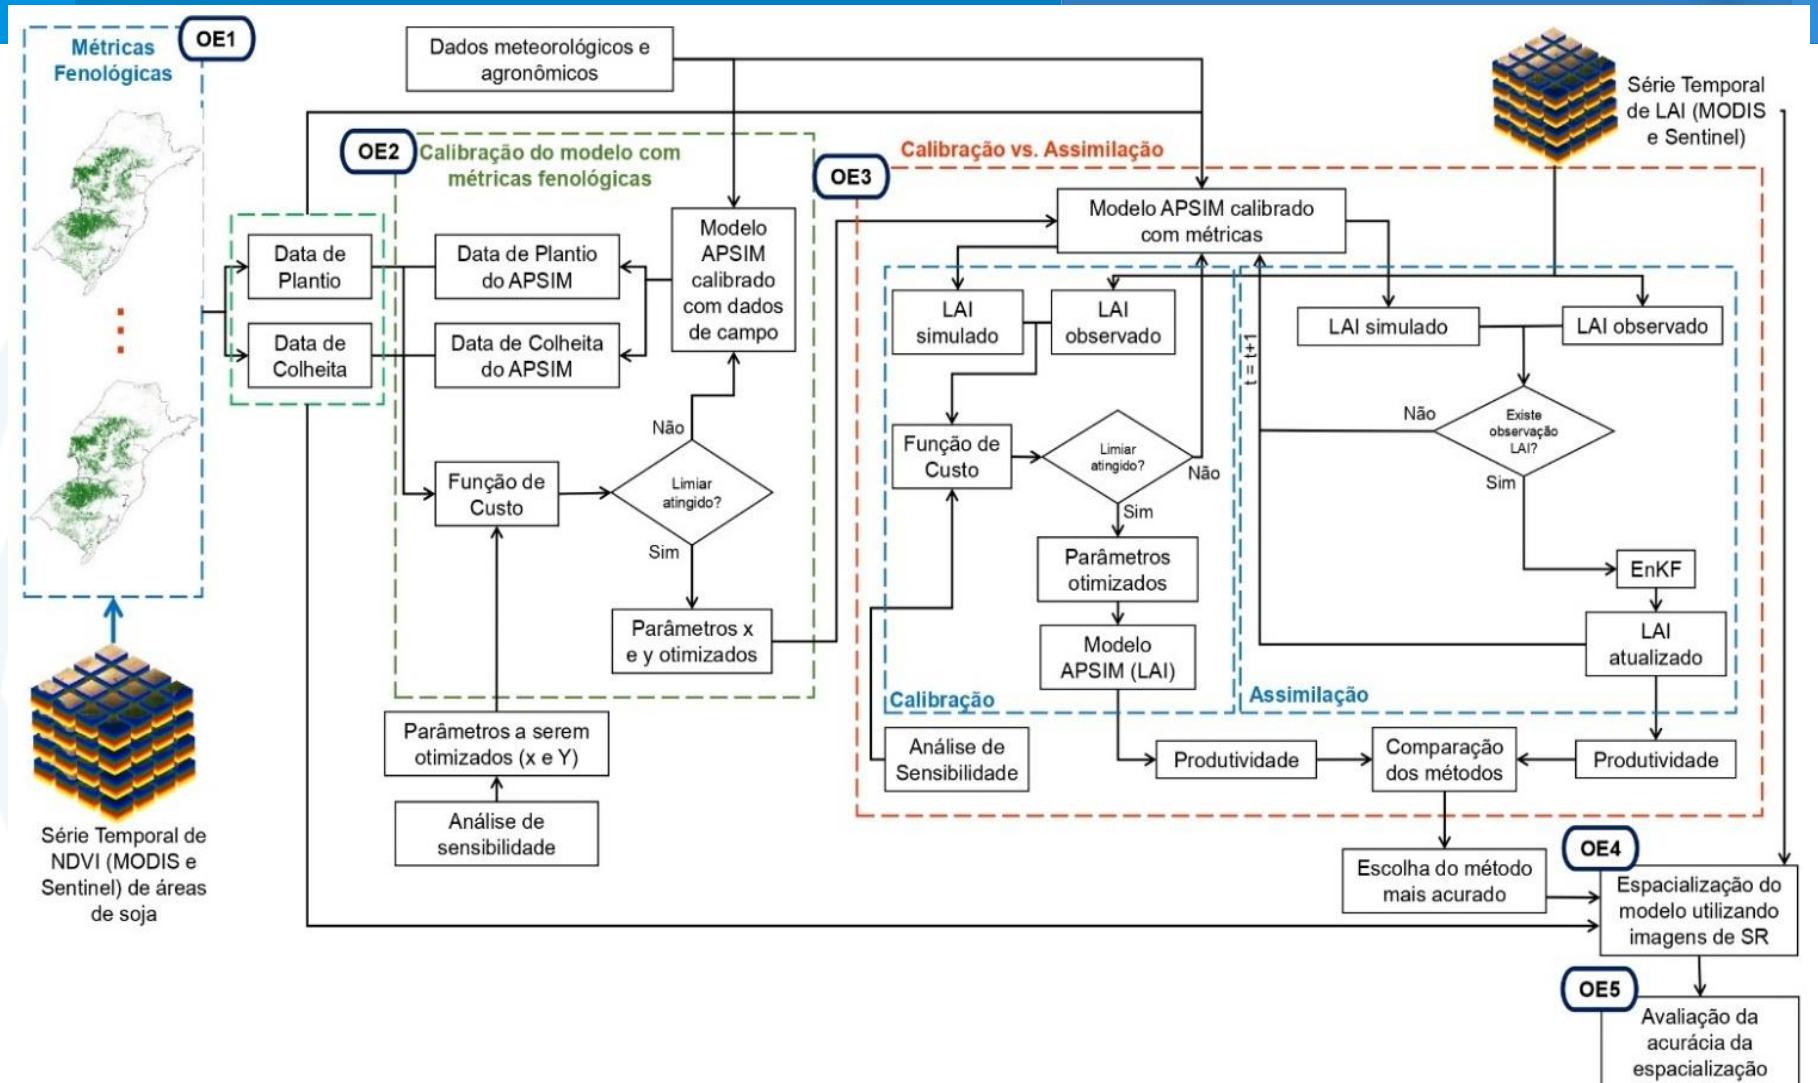 OE1
Métricas
Fenológicas
Dados meteorológicos e
agronômicos
Série Temporal
de LAI (MODIS
e Sentinel)
OE2
Calibração do modelo com
métricas fenológicas
OE3
Calibração vs. Assimilação
Modelo
APSIM
calibrado
com dados
de campo
Modelo APSIM calibrado
com métricas
Data de
Plantio
Data de Plantio
do APSIM
Data de
Colheita
Data de Colheita
do APSIM
LAI
simulado
LAI
observado
LAI simulado
LAI observado
t = t+1
Não
Função de
Custo
Limiar
atingido?
Sim
Parâmetros x
e y otimizados
Função de
Custo
Limiar
atingido?
Não
Sim
Parâmetros
otimizados
Modelo
APSIM (LAI)
Calibração
Não
Existe
observação
LAI?
Sim
EnKF
LAI
atualizado
Assimilação
Parâmetros a serem
otimizados (x e Y)
Análise de
sensibilidade
Análise de
Sensibilidade
Produtividade
Comparação
dos métodos
Produtividade
Série Temporal de
NDVI (MODIS e
Sentinel) de áreas
de soja
Escolha do método
mais acurado
OE4
Espacialização do
modelo utilizando
imagens de SR
OE5
Avaliação da
acurácia da
espacialização